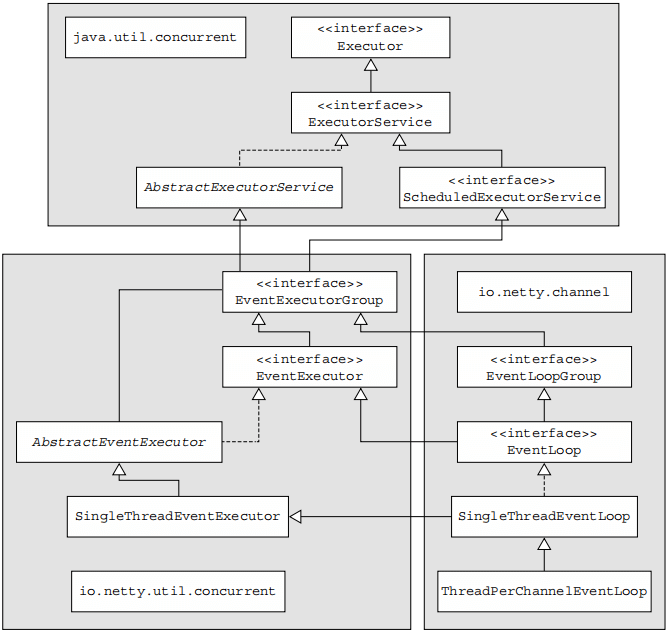 java.util.concurrent
<<interface>>
Executor
<<interface>>
ExecutorService
AbstractExecutorService
<<interface>>
ScheduledExecutorService
<<interface>>
EventExecutorGroup
io.netty.channel
<<interface>>
EventExecutor
<<interface>>
EventLoopGroup
AbstractEventExecutor
<<interface>>
EventLoop
SingleThreadEventExecutor
SingleThreadEventLoop
io.netty.util.concurrent
ThreadPerChannelEventLoop